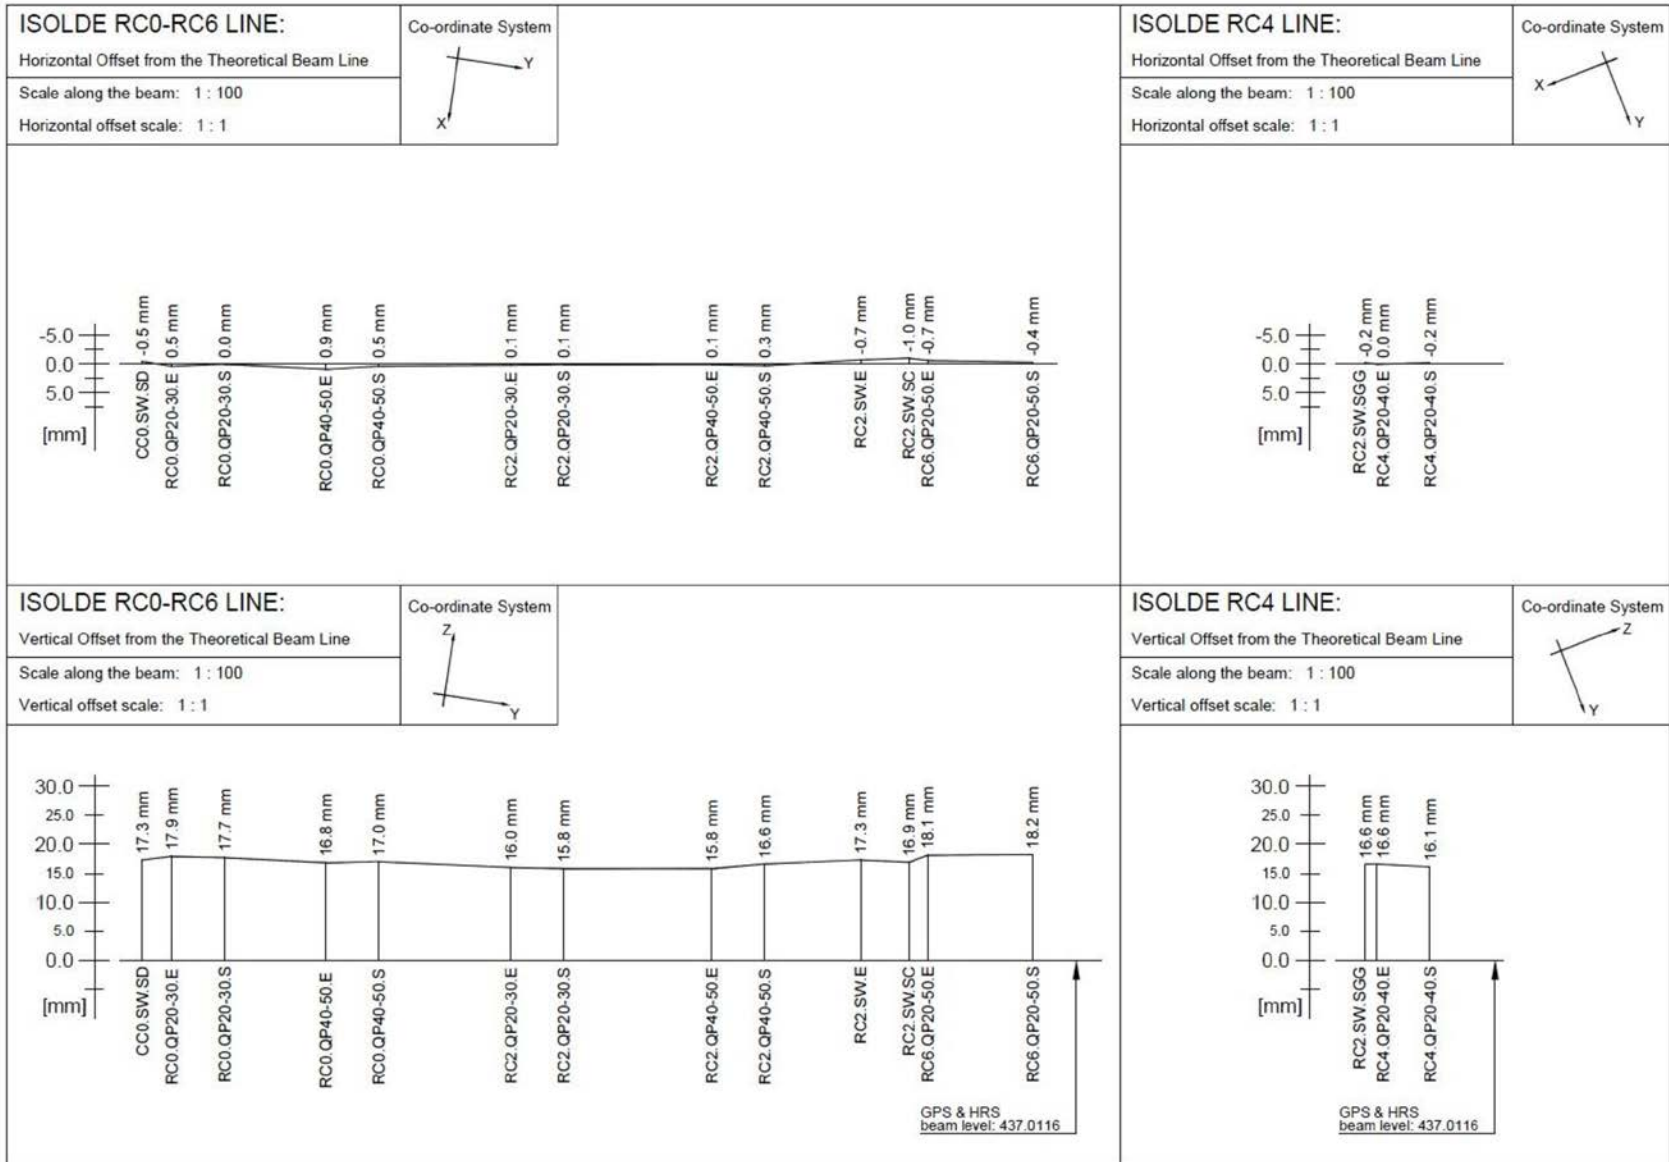 ISOLDE RC0-RC6 LINE:
Horizontal Offset from the Theoretical Beam Line
Scale along the beam: 1 : 100
Horizontal offset scale: 1 : 1
Co-ordinate System
Y
X
-5.0
0.0
5.0
[mm]
-0.5 mm
0.5 mm
0.0 mm
0.9 mm
0.5 mm
0.1 mm
0.1 mm
0.1 mm
0.3 mm
-0.7 mm
-1.0 mm
-0.7 mm
-0.4 mm
CC0.SW.SD
RC0.QP20-30.E
RC0.QP20-30.S
RC0.QP40-50.E
RC0.QP40-50.S
RC2.QP20-30.E
RC2.QP20-30.S
RC2.QP40-50.E
RC2.QP40-50.S
RC2.SW.E
RC2.SW.SC
RC6.QP20-50.E
RC6.QP20-50.S
ISOLDE RC4 LINE:
Horizontal Offset from the Theoretical Beam Line
Scale along the beam: 1 : 100
Horizontal offset scale: 1 : 1
Co-ordinate System
X
Y
-5.0
0.0
5.0
[mm]
-0.2 mm
0.0 mm
-0.2 mm
RC2.SW.SGG
RC4.QP20-40.E
RC4.QP20-40.S
ISOLDE RC0-RC6 LINE:
Vertical Offset from the Theoretical Beam Line
Scale along the beam: 1 : 100
Vertical offset scale: 1 : 1
Co-ordinate System
Z
Y
30.0
25.0
20.0
15.0
10.0
5.0
0.0
[mm]
17.3 mm
17.9 mm
17.7 mm
16.8 mm
17.0 mm
16.0 mm
15.8 mm
15.8 mm
16.6 mm
17.3 mm
16.9 mm
18.1 mm
18.2 mm
CC0.SW.SD
RC0.QP20-30.E
RC0.QP20-30.S
RC0.QP40-50.E
RC0.QP40-50.S
RC2.QP20-30.E
RC2.QP20-30.S
RC2.QP40-50.E
RC2.QP40-50.S
RC2.SW.E
RC2.SW.SC
RC6.QP20-50.E
RC6.QP20-50.S
GPS & HRS
beam level: 437.0116
ISOLDE RC4 LINE:
Vertical Offset from the Theoretical Beam Line
Scale along the beam: 1 : 100
Vertical offset scale: 1 : 1
Co-ordinate System
Z
Y
30.0
25.0
20.0
15.0
10.0
5.0
0.0
[mm]
16.6 mm
16.6 mm
16.1 mm
RC2.SW.SGG
RC4.QP20-40.E
RC4.QP20-40.S
GPS & HRS
beam level: 437.0116